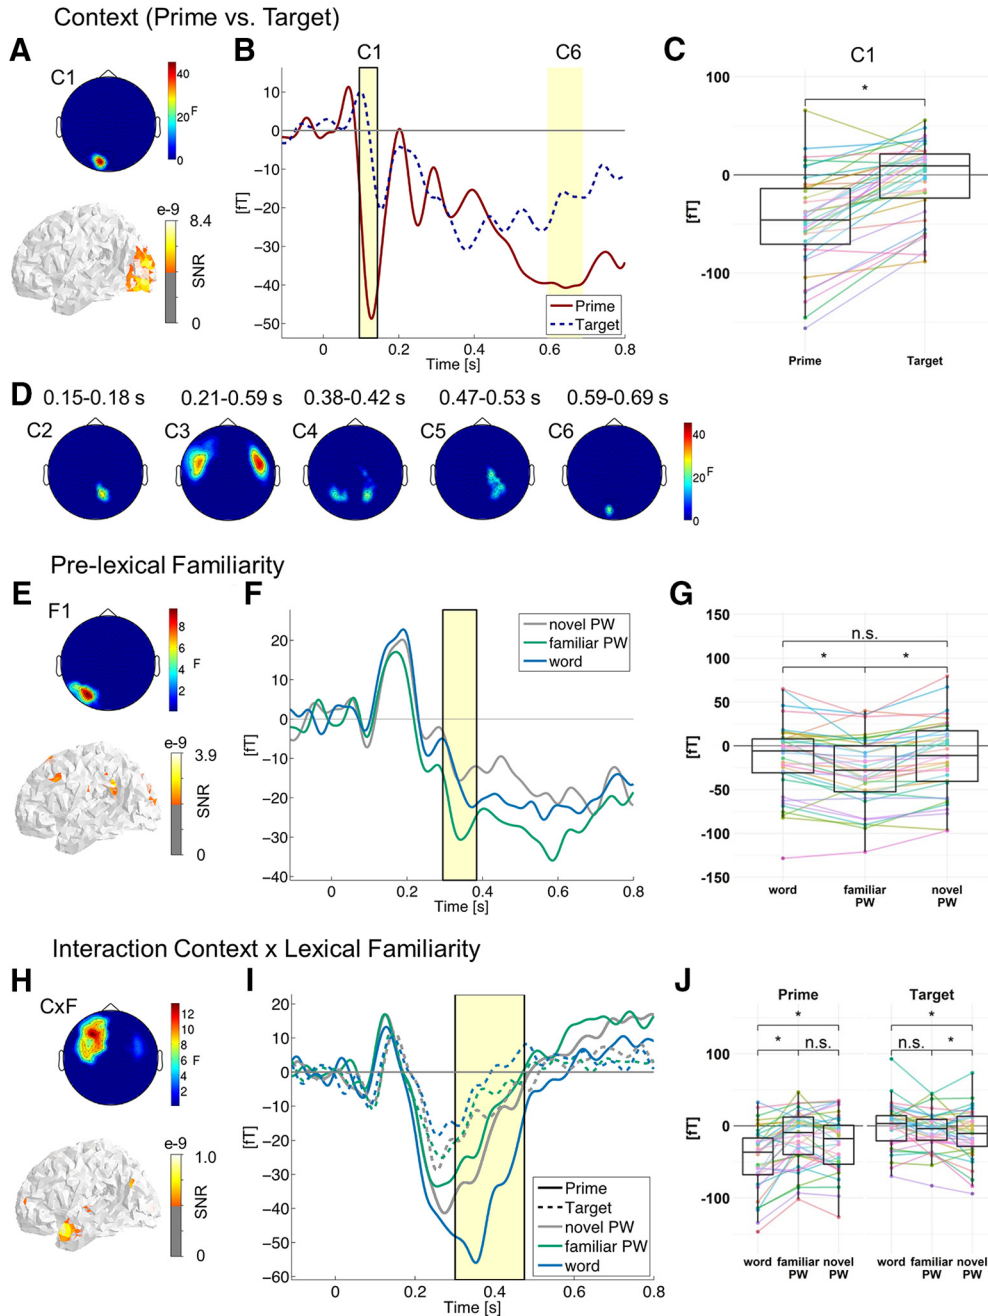 Context (Prime vs. Target)
A
C1
40
20
F
0
e-9
8.4
SNR
0
B
C1
C6
10
0
-10
-20
-30
-40
-50
[fT]
Prime
Target
0
0.2
0.4
0.6
0.8
Time [s]
C
C1
100
*
0
[fT]
-100
Prime
Target
D
0.15-0.18 s
0.21-0.59 s
0.38-0.42 s
0.47-0.53 s
0.59-0.69 s
C2
C3
C4
C5
C6
40
20
F
0
Pre-lexical Familiarity
E
F1
8
6
4
2
F
e-9
3.9
SNR
0
F
20
10
0
-10
-20
-30
-40
[fT]
novel PW
familiar PW
word
0
0.2
0.4
0.6
0.8
Time [s]
G
150
100
50
0
-50
-100
-150
[fT]
n.s.
*
*
word
familiar
PW
novel
PW
Interaction Context x Lexical Familiarity
H
CxF
12
10
8
6
4
2
F
e-9
1.0
SNR
0
I
20
10
0
-10
-20
-30
-40
-50
-60
[fT]
Prime
Target
novel PW
familiar PW
word
0
0.2
0.4
0.6
0.8
Time [s]
J
Prime
Target
*
*
*
n.s.
n.s.
*
100
0
-100
[fT]
word
familiar
PW
novel
PW
word
familiar
PW
novel
PW